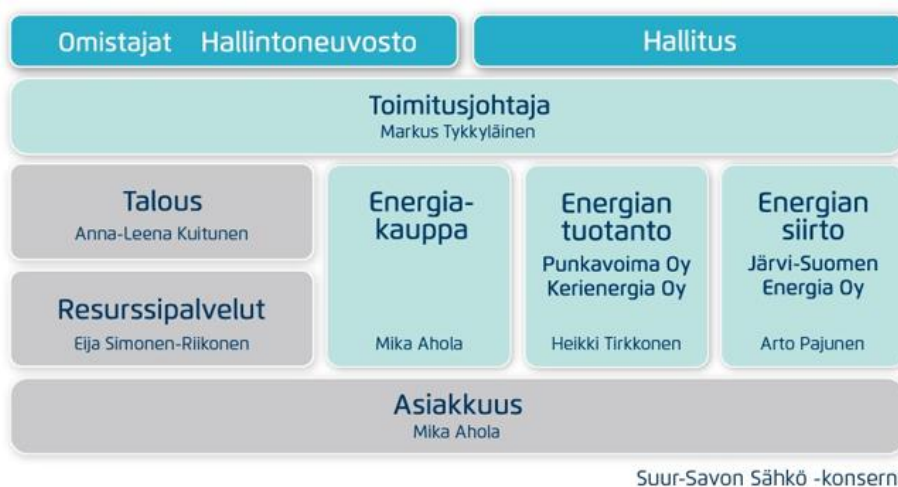 Omistajat Hallintoneuvosto
Hallitus
Toimitusjohtaja
Markus Tykkyläinen
Talous
Anna-Leena Kuitunen
Resurssipalvelut
Eija Simonen-Riikonen
Energia-
kauppa
Mika Ahola
Energian
tuotanto
Punkavoima Oy
Kerienergia Oy
Heikki Tirkkonen
Energian
siirto
Järvi-Suomen
Energia Oy
Arto Pajunen
Asiakkuus
Mika Ahola
Suur-Savon Sähkö -konsern